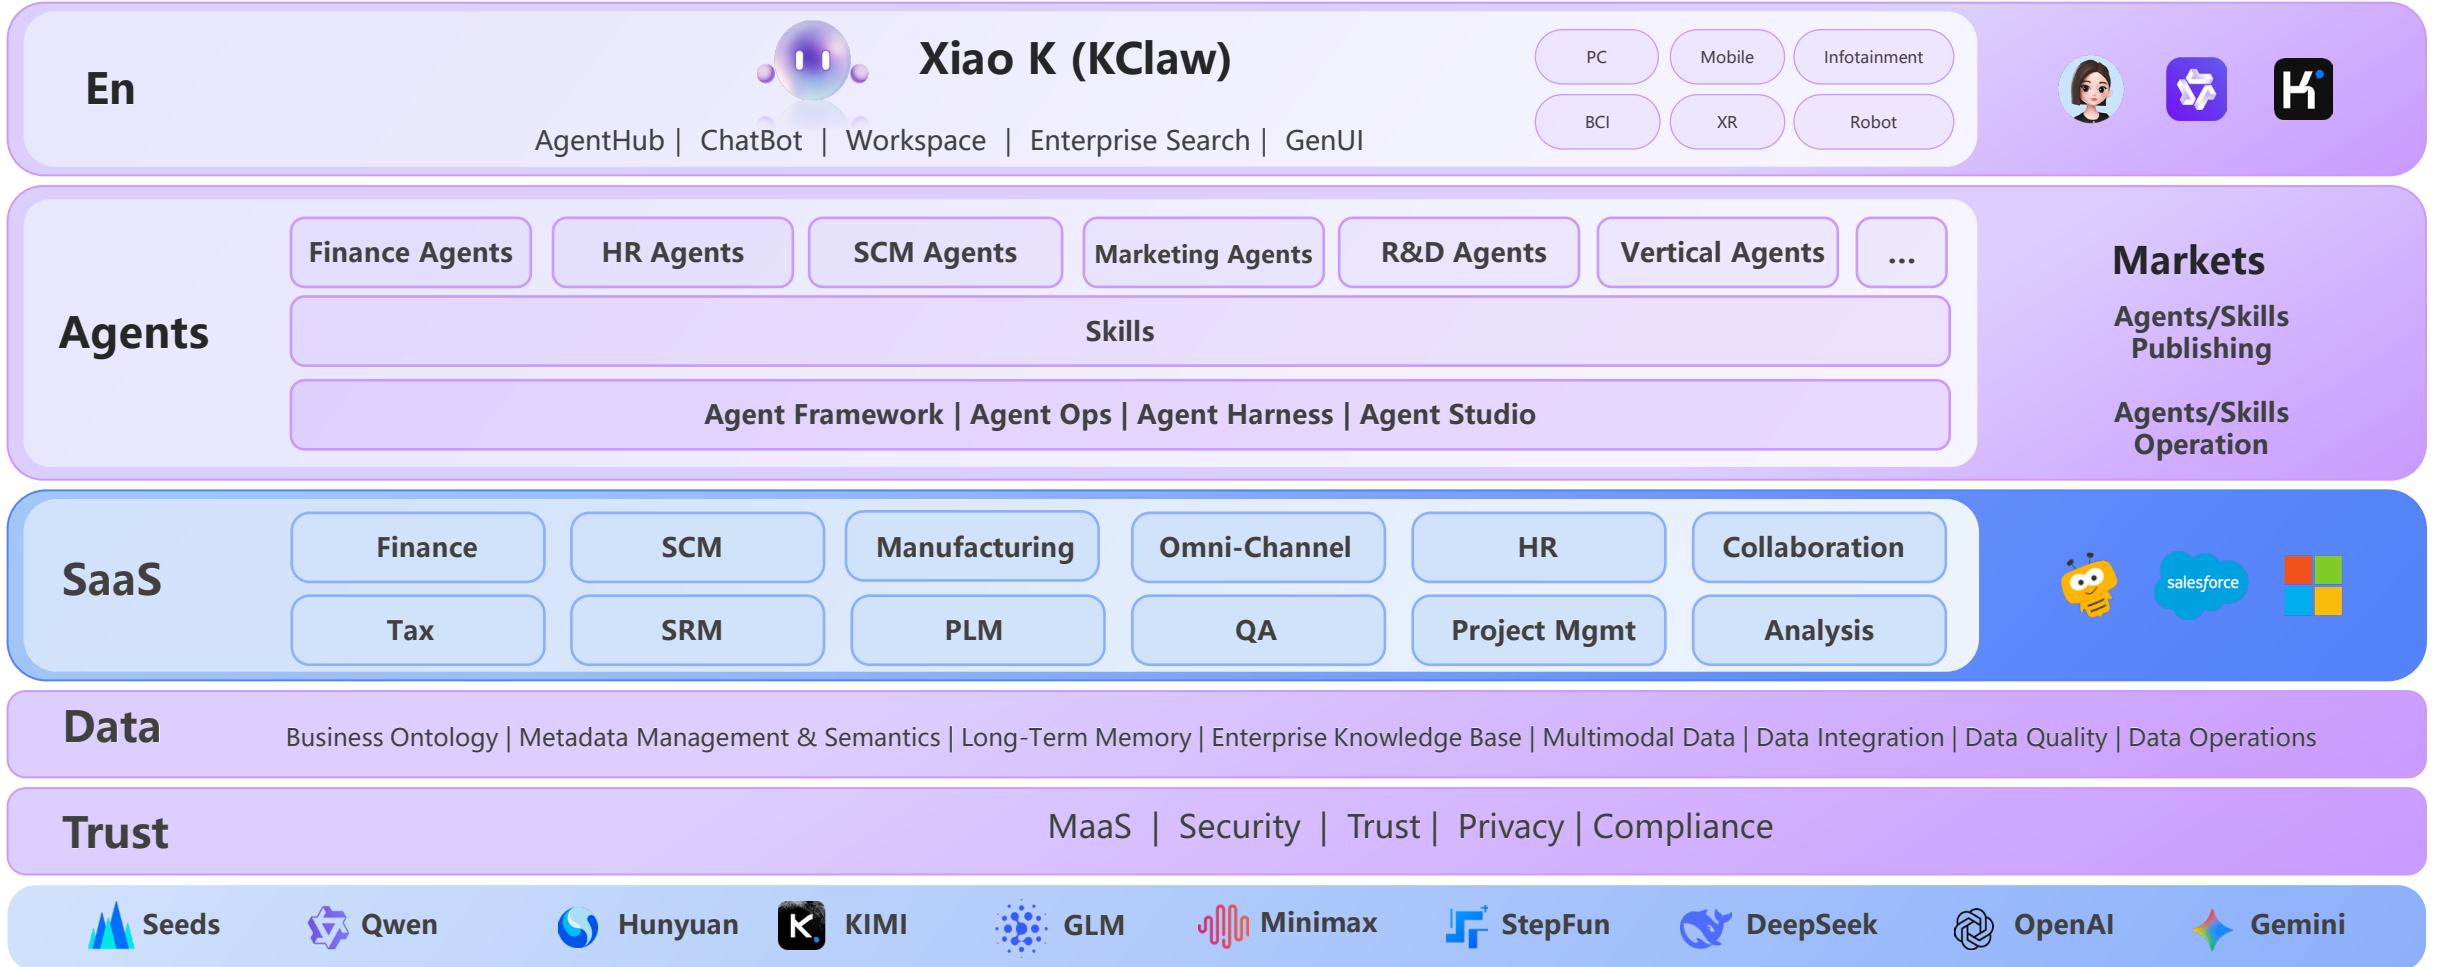 En
Xiao K (KClaw)
AgentHub | ChatBot | Workspace | Enterprise Search | GenUI
PC Mobile Infotainment
BCI XR Robot
Agents
Finance Agents HR Agents SCM Agents Marketing Agents R&D Agents Vertical Agents ...
Skills
Agent Framework | Agent Ops | Agent Harness | Agent Studio
Markets
Agents/Skills
Publishing
Agents/Skills
Operation
SaaS
Finance SCM Manufacturing Omni-Channel HR Collaboration
Tax SRM PLM QA Project Mgmt Analysis
salesforce
Data
Business Ontology | Metadata Management & Semantics | Long-Term Memory | Enterprise Knowledge Base | Multimodal Data | Data Integration | Data Quality | Data Operations
Trust
MaaS | Security | Trust | Privacy | Compliance
Seeds Qwen Hunyuan KIMI GLM Minimax StepFun DeepSeek OpenAI Gemini